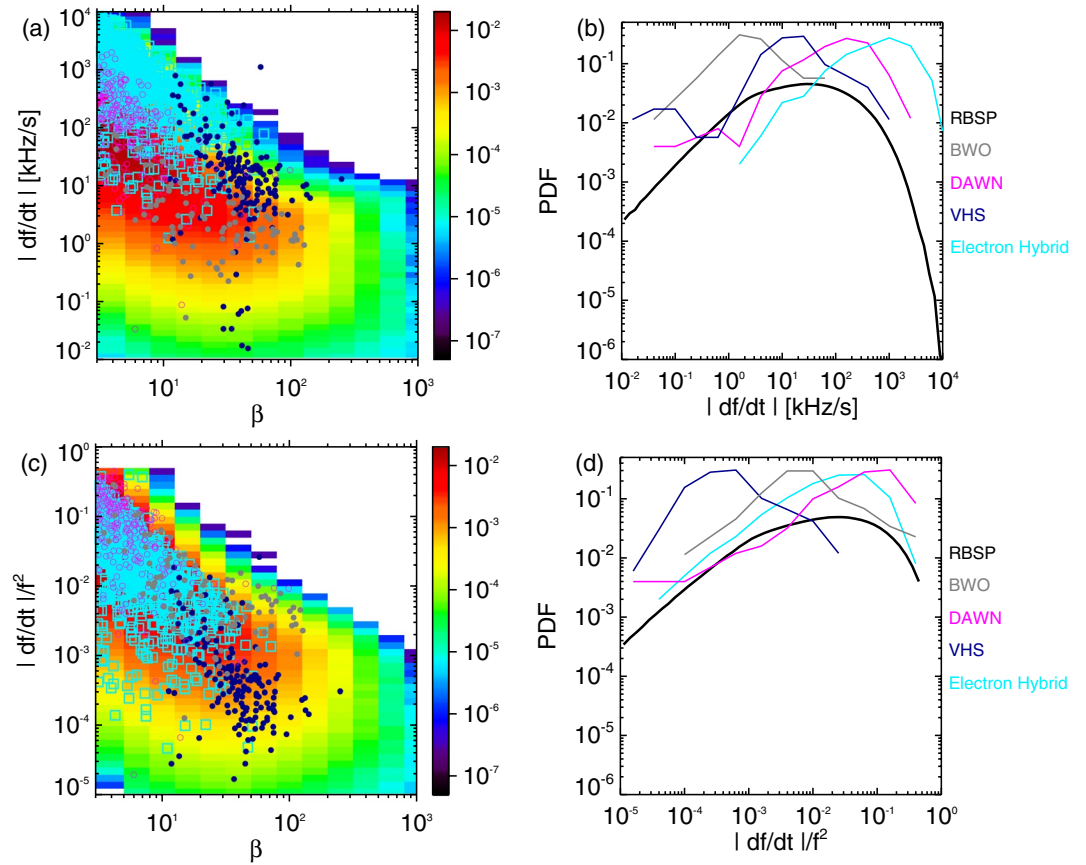 (a)
| df/dt | [kHz/s]
10⁴
10³
10²
10¹
10⁰
10⁻¹
10⁻²
10¹
10²
10³
β
10⁻²
10⁻³
10⁻⁴
10⁻⁵
10⁻⁶
10⁻⁷
(b)
PDF
10⁻¹
10⁻²
10⁻³
10⁻⁴
10⁻⁵
10⁻⁶
10⁻²
10⁻¹
10⁰
10¹
10²
10³
10⁴
| df/dt | [kHz/s]
RBSP
BWO
DAWN
VHS
Electron Hybrid
(c)
| df/dt |/f²
10⁰
10⁻¹
10⁻²
10⁻³
10⁻⁴
10⁻⁵
10¹
10²
10³
β
10⁻²
10⁻³
10⁻⁴
10⁻⁵
10⁻⁶
10⁻⁷
(d)
PDF
10⁻¹
10⁻²
10⁻³
10⁻⁴
10⁻⁵
10⁻⁶
10⁻⁵
10⁻⁴
10⁻³
10⁻²
10⁻¹
10⁰
| df/dt |/f²
RBSP
BWO
DAWN
VHS
Electron Hybrid